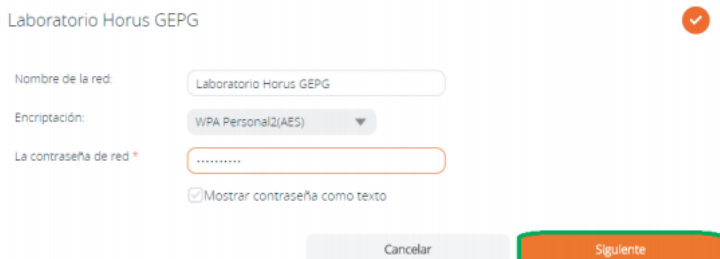 Laboratorio Horus GEPG
Nombre de la red: Laboratorio Horus GEPG
Encriptación: WPA Personal2(AES)
La contraseña de red * ..........
Mostrar contraseña como texto
Cancelar Siguiente